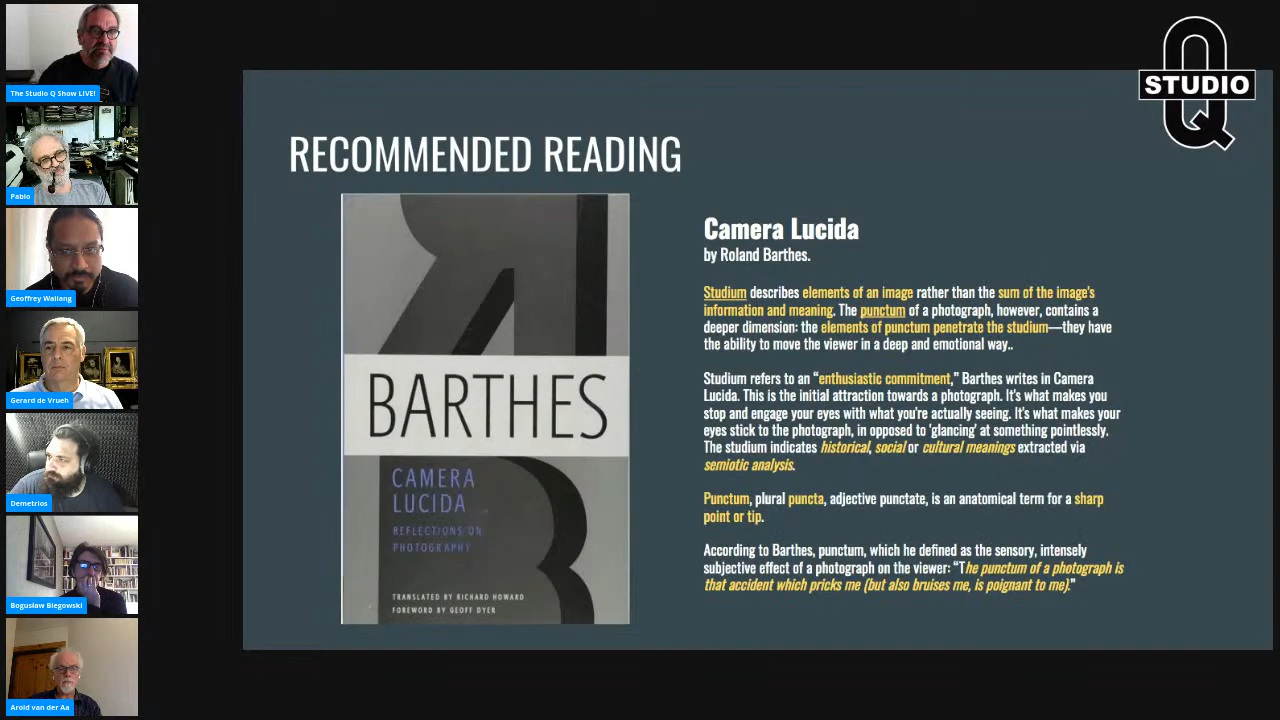 The Studio Q Show LIVE!
Pablo
Geoffrey Wallang
Gerard de Vrueh
Demetrios
Bogusław Biegowski
Arold van der Aa
Q
STUDIO
RECOMMENDED READING
BARTHES
CAMERA
LUCIDA
REFLECTIONS ON
PHOTOGRAPHY
TRANSLATED BY RICHARD HOWARD
FOREWORD BY GEOFF DYER
Camera Lucida
by Roland Barthes.
Studium describes elements of an image rather than the sum of the image's
information and meaning. The punctum of a photograph, however, contains a
deeper dimension: the elements of punctum penetrate the studium—they have
the ability to move the viewer in a deep and emotional way..
Studium refers to an “enthusiastic commitment,” Barthes writes in Camera
Lucida. This is the initial attraction towards a photograph. It's what makes you
stop and engage your eyes with what you're actually seeing. It's what makes your
eyes stick to the photograph, in opposed to 'glancing' at something pointlessly.
The studium indicates historical, social or cultural meanings extracted via
semiotic analysis.
Punctum, plural puncta, adjective punctate, is an anatomical term for a sharp
point or tip.
According to Barthes, punctum, which he defined as the sensory, intensely
subjective effect of a photograph on the viewer: “The punctum of a photograph is
that accident which pricks me (but also bruises me, is poignant to me).”